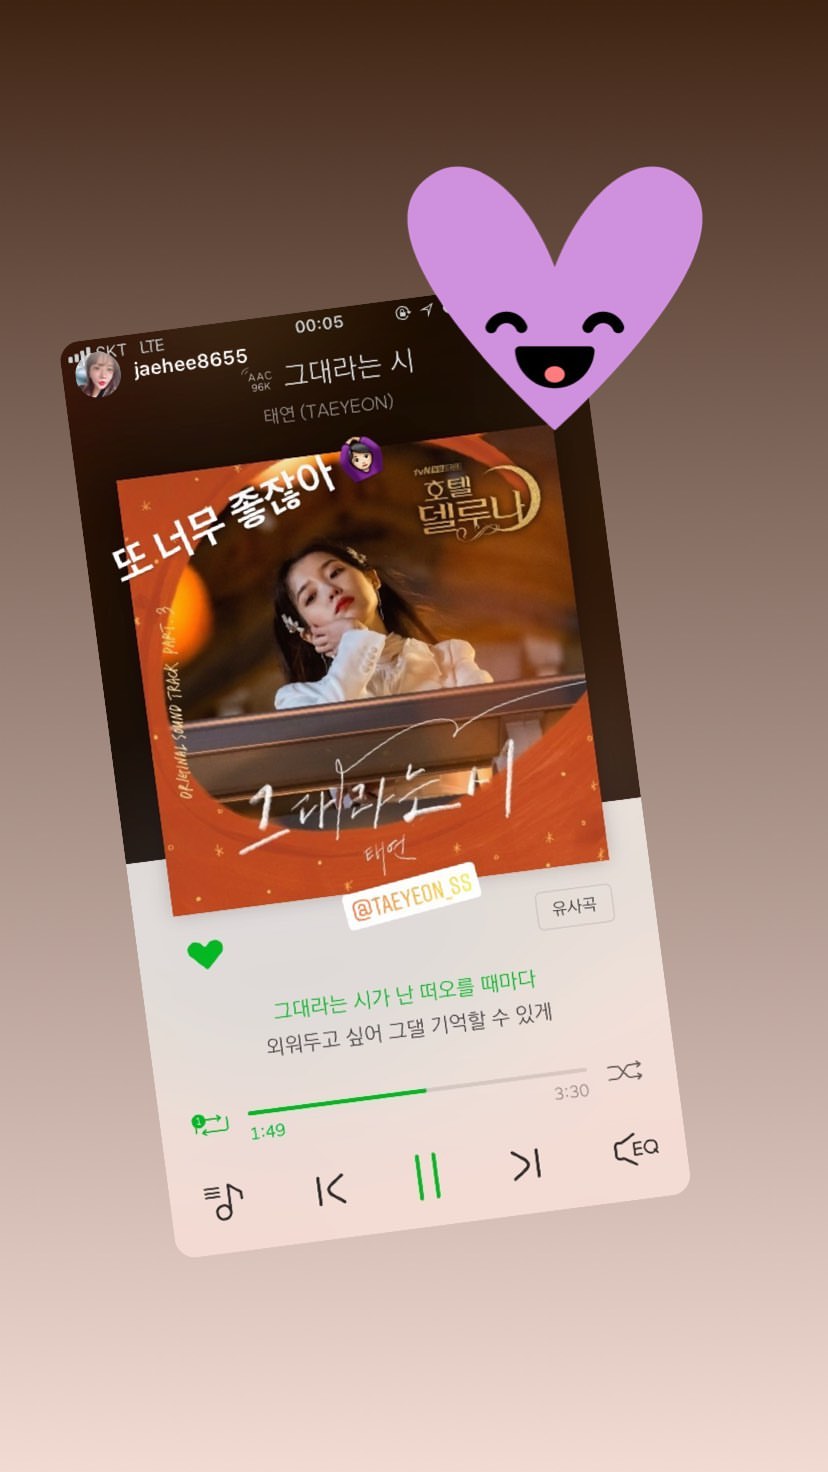 SKT LTE
00:05
jaehee8655
AAC
96K
그대라는 시
태연 (TAEYEON)
또 너무 좋잖아
tvN
호텔
델루나
ORIGINAL SOUND TRACK PART. 3
그대라는 시
태연
@TAEYEON_SS
유사곡
그대라는 시가 난 떠오를 때마다
외워두고 싶어 그댈 기억할 수 있게
1
1:49
3:30
EQ